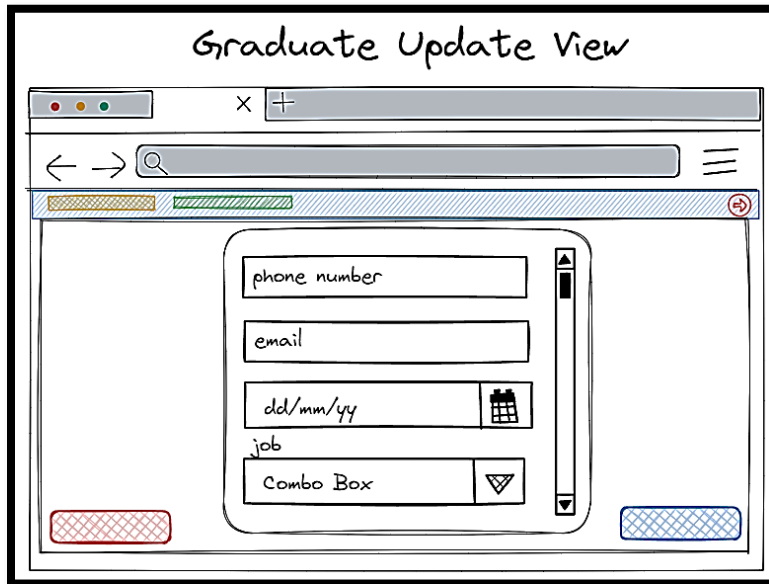 Graduate Update View
phone number
email
dd/mm/yy
job
Combo Box